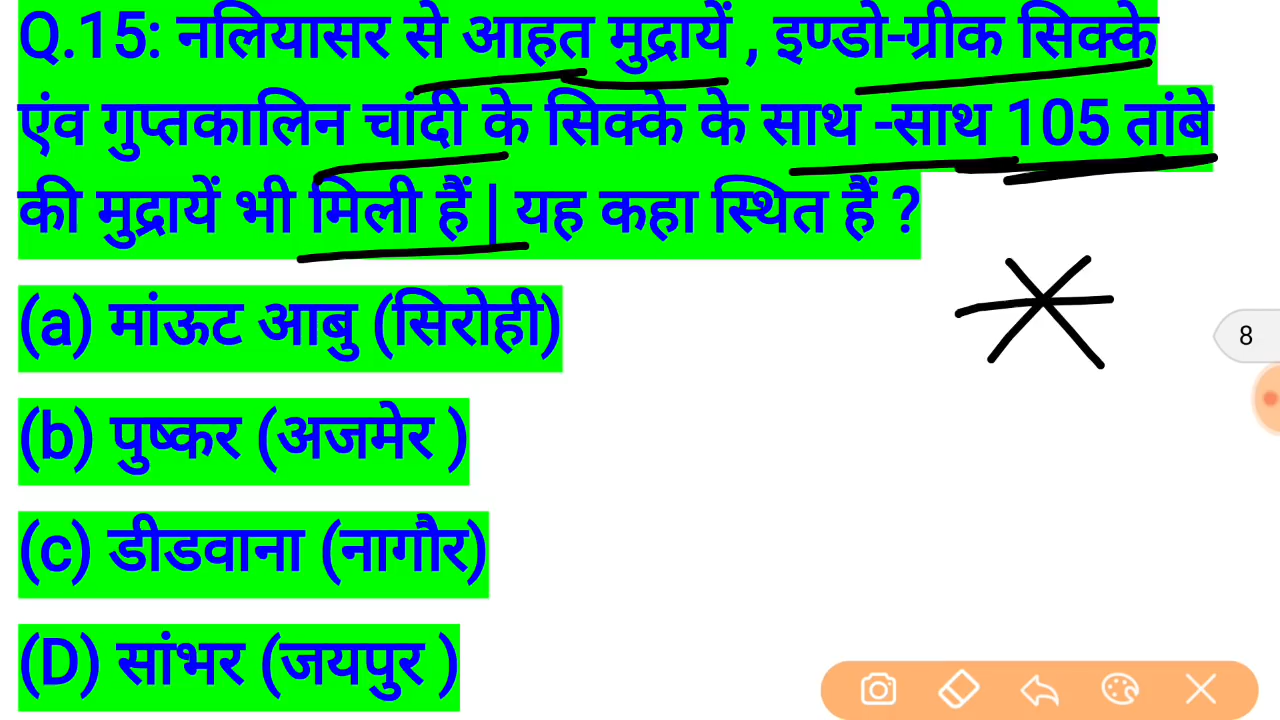 Q.15: नलियासर से आहत मुद्रायें , इण्डो-ग्रीक सिक्के
एंव गुप्तकालिन चांदी के सिक्के के साथ -साथ 105 तांबे
की मुद्रायें भी मिली हैं | यह कहा स्थित हैं ?
(a) मांऊट आबु (सिरोही)
8
(b) पुष्कर (अजमेर )
(c) डीडवाना (नागौर)
(D) सांभर (जयपुर )